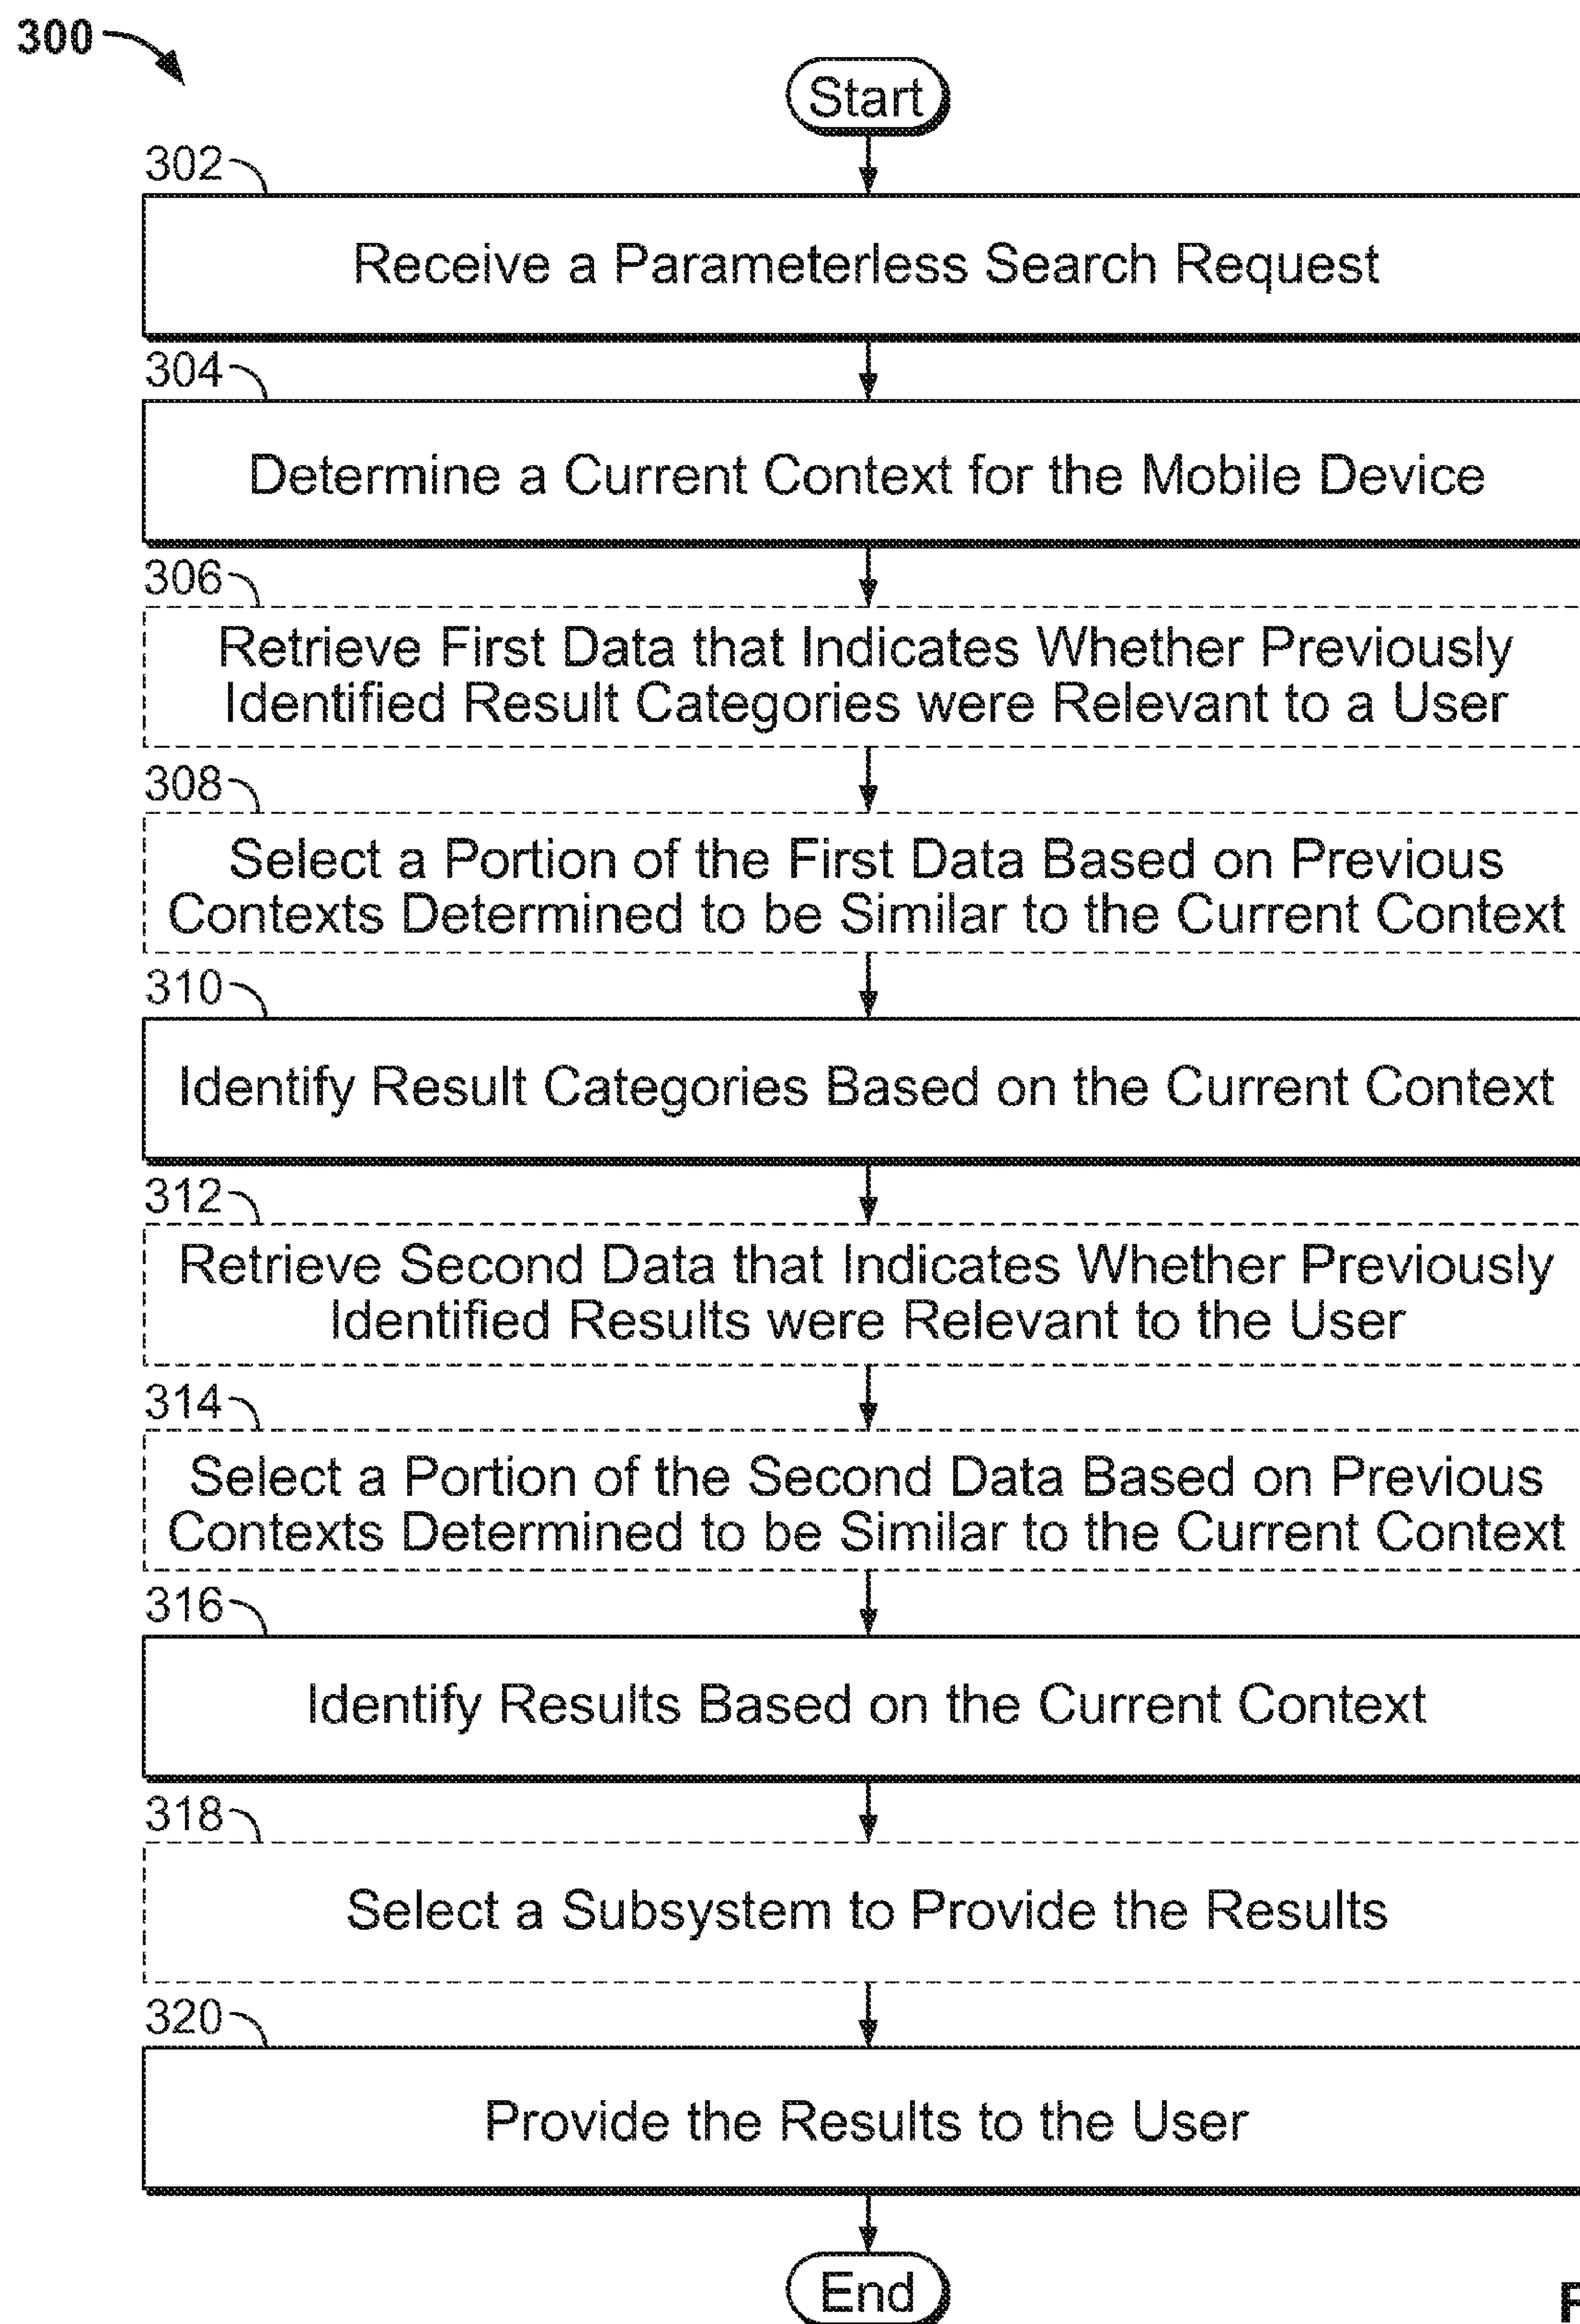 300
Start
302
Receive a Parameterless Search Request
304
Determine a Current Context for the Mobile Device
306
Retrieve First Data that Indicates Whether Previously
Identified Result Categories were Relevant to a User
308
Select a Portion of the First Data Based on Previous
Contexts Determined to be Similar to the Current Context
310
Identify Result Categories Based on the Current Context
312
Retrieve Second Data that Indicates Whether Previously
Identified Results were Relevant to the User
314
Select a Portion of the Second Data Based on Previous
Contexts Determined to be Similar to the Current Context
316
Identify Results Based on the Current Context
318
Select a Subsystem to Provide the Results
320
Provide the Results to the User
End